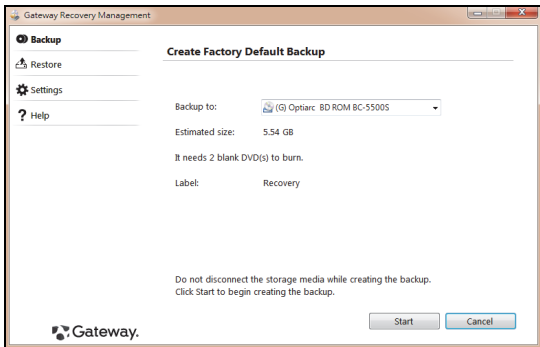 Gateway Recovery Management
Backup
Restore
Settings
Help
Create Factory Default Backup
Backup to: (G) Optiarc BD ROM BC-5500S
Estimated size: 5.54 GB
It needs 2 blank DVD(s) to burn.
Label: Recovery
Do not disconnect the storage media while creating the backup.
Click Start to begin creating the backup.
Start Cancel
Gateway.